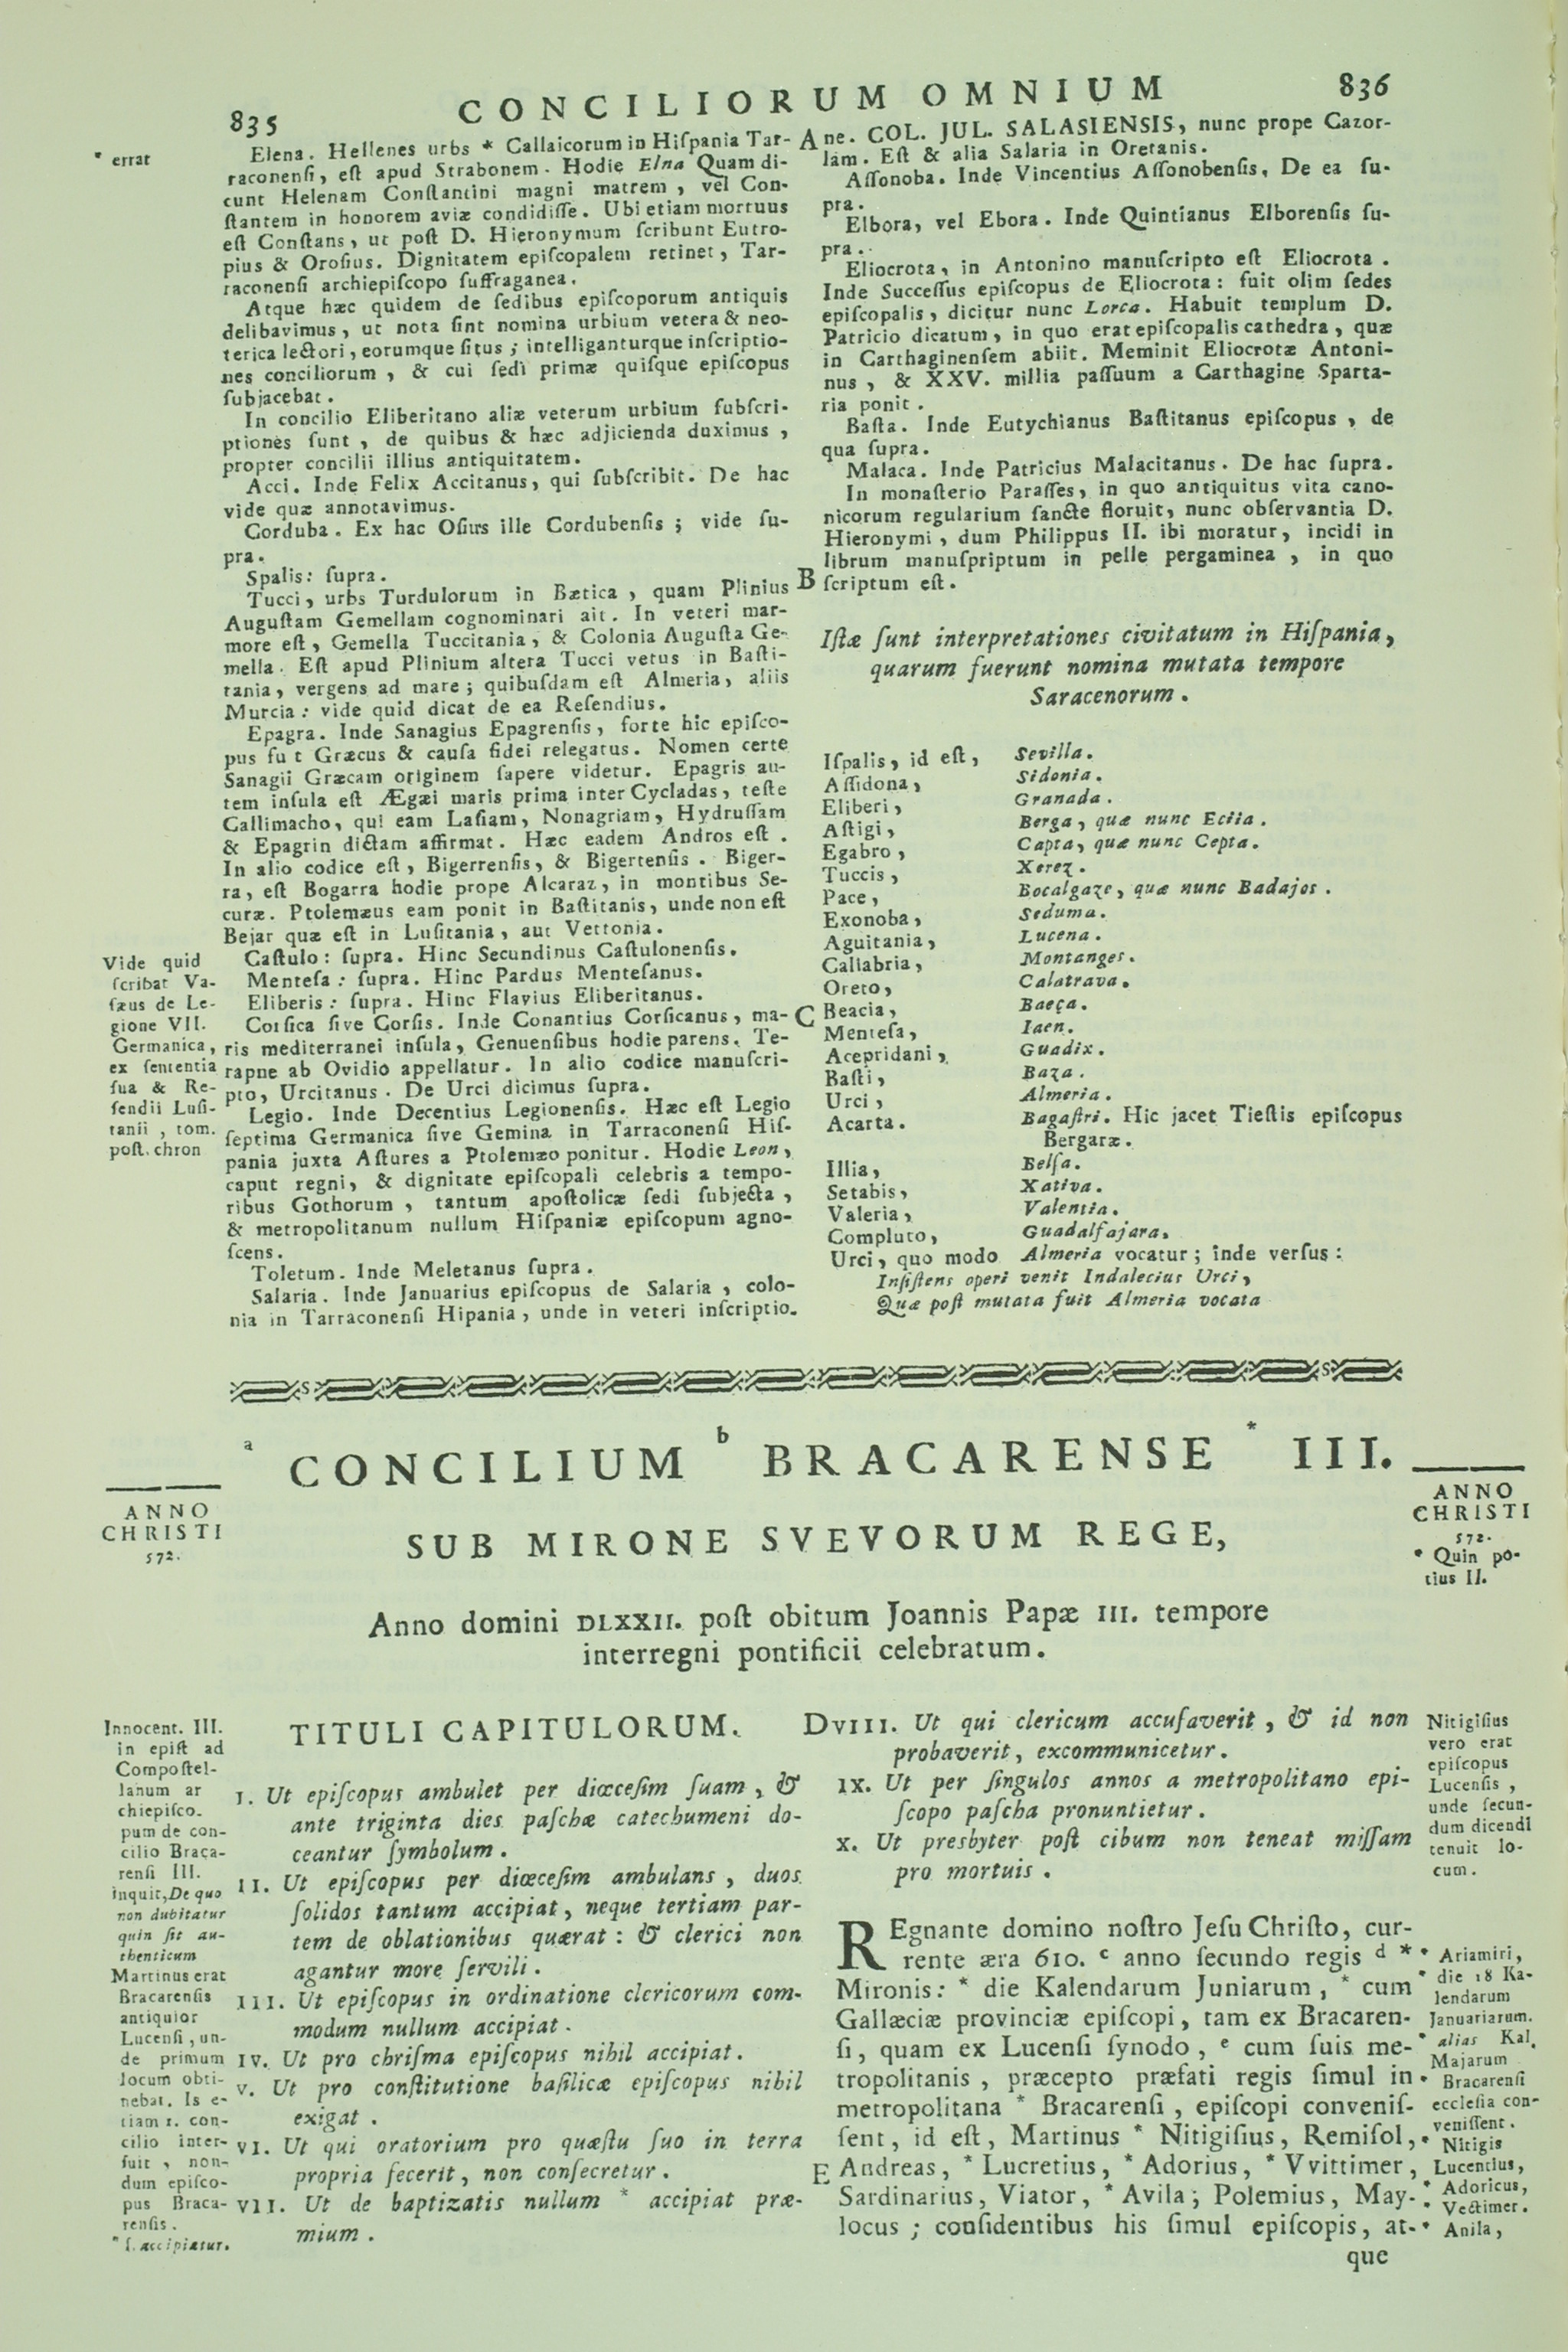 835
CONCILIORUM OMNIUM
836
* errat
Elena. Hellenes urbs * Callaicorum in Hiſpania Tar-
raconenſi, eſt apud Strabonem. Hodie Elna Quam di-
cunt Helenam Conſtantini magni matrem, vel Con-
ſtantem in honorem aviæ condidiſſe. Ubi etiam mortuus
eſt Conſtans, ut poſt D. Hieronymum ſcribunt Eutro-
pius & Oroſius. Dignitatem epiſcopalem retinet, Tar-
raconenſi archiepiſcopo ſuffraganea.
Atque hæc quidem de ſedibus epiſcoporum antiquis
delibavimus, ut nota ſint nomina urbium vetera & neo-
terica lectori, eorumque ſitus; intelliganturque inſcriptio-
nes conciliorum, & cui ſedi primæ quiſque epiſcopus
ſubjacebat.
In concilio Eliberitano aliæ veterum urbium ſubſcri-
ptiones ſunt, de quibus & hæc adjicienda duximus,
propter concilii illius antiquitatem.
Acci. Inde Felix Accitanus, qui ſubſcribit. De hac
vide quæ annotavimus.
Corduba. Ex hac Oſius ille Cordubenſis; vide ſu-
pra.
Spalis: ſupra.
Tucci, urbs Turdulorum in Bætica, quam Plinius
Auguſtam Gemellam cognominari ait. In veteri mar-
more eſt, Gemella Tuccitania, & Colonia Auguſta Ge-
mella. Eſt apud Plinium altera Tucci vetus in Baſti-
tania, vergens ad mare; quibuſdam eſt Almeria, aliis
Murcia: vide quid dicat de ea Reſendius.
Epagra. Inde Sanagius Epagrenſis, forte hic epiſco-
pus fu t Græcus & cauſa fidei relegatus. Nomen certe
Sanagii Græcam originem ſapere videtur. Epagris au-
tem inſula eſt Ægæi maris prima inter Cycladas, teſte
Callimacho, qui eam Laſiam, Nonagriam, Hydruſſam
& Epagrin dictam affirmat. Hæc eadem Andros eſt.
In alio codice eſt, Bigerrenſis, & Bigertenſis. Biger-
ra, eſt Bogarra hodie prope Alcaraz, in montibus Se-
curæ. Ptolemæus eam ponit in Baſtitanis, unde non eſt
Bejar quæ eſt in Luſitania, aut Vettonia.
Caſtulo: ſupra. Hinc Secundinus Caſtulonenſis.
Menteſa: ſupra. Hinc Pardus Menteſanus.
Eliberis: ſupra. Hinc Flavius Eliberitanus.
Corſica ſive Corſis. Inde Conantius Corſicanus, ma-
ris mediterranei inſula, Genuenſibus hodie parens. Te-
rapne ab Ovidio appellatur. In alio codice manuſcri-
pto, Urcitanus. De Urci dicimus ſupra.
Legio. Inde Decentius Legionenſis. Hæc eſt Legio
ſeptima Germanica ſive Gemina in Tarraconenſi Hiſ-
pania juxta Aſtures a Ptolemæo ponitur. Hodie Leon,
caput regni, & dignitate epiſcopali celebris a tempo-
ribus Gothorum, tantum apoſtolicæ ſedi ſubjecta,
& metropolitanum nullum Hiſpaniæ epiſcopum agno-
ſcens.
Toletum. Inde Meletanus ſupra.
Salaria. Inde Januarius epiſcopus de Salaria, colo-
nia in Tarraconenſi Hipania, unde in veteri inſcriptio-
Vide quid
ſcribat Va-
ſæus de Le-
gione VII.
Germanica,
ex ſententia
ſua & Re-
ſendii Luſi-
tanii, tom.
poſt. chron
A
ne. COL. JUL. SALASIENSIS, nunc prope Cazor-
lam. Eſt & alia Salaria in Oretanis.
Aſſonoba. Inde Vincentius Aſſonobenſis. De ea ſu-
pra.
Elbora, vel Ebora. Inde Quintianus Elborenſis ſu-
pra.
Eliocrota, in Antonino manuſcripto eſt Eliocrota.
Inde Succeſſus epiſcopus de Eliocrota: fuit olim ſedes
epiſcopalis, dicitur nunc Lorca. Habuit templum D.
Patricio dicatum, in quo erat epiſcopalis cathedra, quæ
in Carthaginenſem abiit. Meminit Eliocrotæ Antoni-
nus, & XXV. millia paſſuum a Carthagine Sparta-
ria ponit.
Baſta. Inde Eutychianus Baſtitanus epiſcopus, de
qua ſupra.
Malaca. Inde Patricius Malacitanus. De hac ſupra.
In monaſterio Paraſſes, in quo antiquitus vita cano-
nicorum regularium ſancte floruit, nunc obſervantia D.
Hieronymi, dum Philippus II. ibi moratur, incidi in
librum manuſpriptum in pelle pergaminea, in quo
B
ſcriptum eſt.
Iſtæ ſunt interpretationes civitatum in Hiſpania,
quarum fuerunt nomina mutata tempore
Saracenorum.
Iſpalis, id eſt, Sevilla.
Aſſidona, Sidonia.
Eliberi, Granada.
Aſtigi, Berga, quæ nunc Ecija.
Egabro, Capta, quæ nunc Cepta.
Tuccis, Xerez.
Pace, Bocalgaze, quæ nunc Badajos.
Exonoba, Seduma.
Aguitania, Lucena.
Caliabria, Montanges.
Oreto, Calatrava.
C
Beacia, Baeça.
Menteſa, Iaen.
Acepridani, Guadix.
Baſti, Baza.
Urci, Almeria.
Acarta. Bagaſtri. Hic jacet Tieſtis epiſcopus
Bergaræ.
Illia, Belſa.
Setabis, Xativa.
Valeria, Valentia.
Compluto, Guadalfajara.
Urci, quo modo Almeria vocatur; inde verſus:
Inſiſtens operi venit Indalecius Urci,
Quæ poſt mutata fuit Almeria vocata
a CONCILIUM b BRACARENSE * III.
ANNO
CHRISTI
572.
SUB MIRONE SVEVORUM REGE,
ANNO
CHRISTI
572.
* Quin po-
tius II.
Anno domini DLXXII. poſt obitum Joannis Papæ III. tempore
interregni pontificii celebratum.
Innocent. III.
in epiſt ad
Compoſtel-
lanum ar
chiepiſco-
pum de con-
cilio Braca-
renſi III.
inquit, De quo
non dubitatur
quin ſit au-
thenticum
Martinus erat
Bracarenſis
antiquior
Lucenſi, un-
de primum
locum obti-
nebat. Is e-
tiam 1. con-
cilio inter-
fuit, non-
dum epiſco-
pus Braca-
renſis.
* ſ. accipiatur.
TITULI CAPITULORUM.
I. Ut epiſcopus ambulet per diœceſim ſuam, &
ante triginta dies paſchæ catechumeni do-
ceantur ſymbolum.
II. Ut epiſcopus per diœceſim ambulans, duos
ſolidos tantum accipiat, neque tertiam par-
tem de oblationibus quærat: & clerici non
agantur more ſervili.
III. Ut epiſcopus in ordinatione clericorum com-
modum nullum accipiat.
IV. Ut pro chriſma epiſcopus nihil accipiat.
V. Ut pro conſtitutione baſilicæ epiſcopus nihil
exigat.
VI. Ut qui oratorium pro quæſtu ſuo in terra
propria fecerit, non conſecretur.
VII. Ut de baptizatis nullum * accipiat præ-
mium.
D
VIII. Ut qui clericum accuſaverit, & id non
probaverit, excommunicetur.
IX. Ut per ſingulos annos a metropolitano epi-
ſcopo paſcha pronuntietur.
X. Ut presbyter poſt cibum non teneat miſſam
pro mortuis.
REgnante domino noſtro Jeſu Chriſto, cur-
rente æra 610. c anno ſecundo regis d *
Mironis: * die Kalendarum Juniarum, * cum
Gallæciæ provinciæ epiſcopi, tam ex Bracaren-
ſi, quam ex Lucenſi ſynodo, e cum ſuis me-
tropolitanis, præcepto præfati regis ſimul in
metropolitana * Bracarenſi, epiſcopi conveniſ-
ſent, id eſt, Martinus * Nitigiſius, Remiſol,
E
Andreas, * Lucretius, * Adorius, * Vvittimer,
Sardinarius, Viator, * Avila; Polemius, May-
locus; conſidentibus his ſimul epiſcopis, at-
que
Nitigiſius
vero erat
epiſcopus
Lucenſis,
unde ſecun-
dum dicendi
tenuit lo-
cum.
* Ariamiri,
* die 18 Ka-
lendarum
Januariarum.
* alias Kal.
Majarum
* Bracarenſi
eccleſia con-
veniſſent.
* Nitigis
Lucentius,
* Adoricus,
* Vectimer.
* Anila,